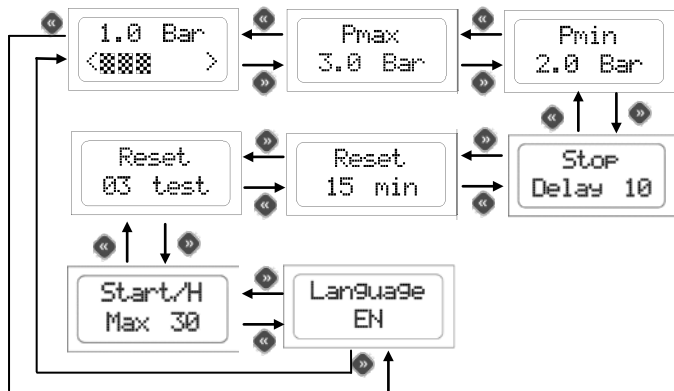 1.0 Bar
< >
Pmax
3.0 Bar
Pmin
2.0 Bar
Reset
03 test
Reset
15 min
Stop
Delay 10
Start/H
Max 30
Language
EN